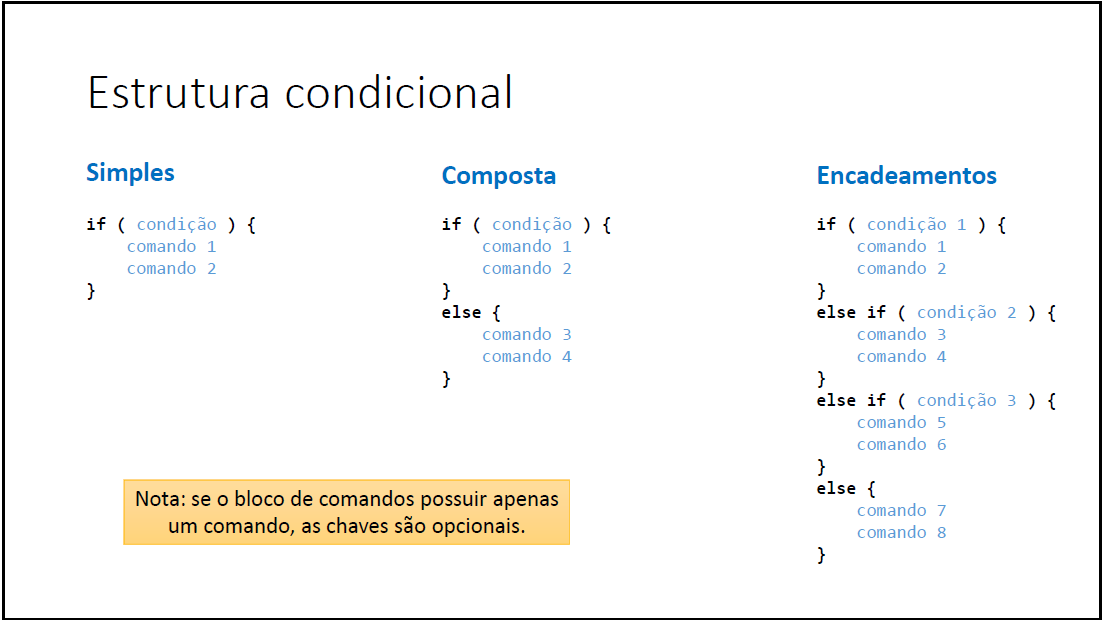 Estrutura condicional
Simples
if ( condição ) {
    comando 1
    comando 2
}
Composta
if ( condição ) {
    comando 1
    comando 2
}
else {
    comando 3
    comando 4
}
Encadeamentos
if ( condição 1 ) {
    comando 1
    comando 2
}
else if ( condição 2 ) {
    comando 3
    comando 4
}
else if ( condição 3 ) {
    comando 5
    comando 6
}
else {
    comando 7
    comando 8
}
Nota: se o bloco de comandos possuir apenas
um comando, as chaves são opcionais.